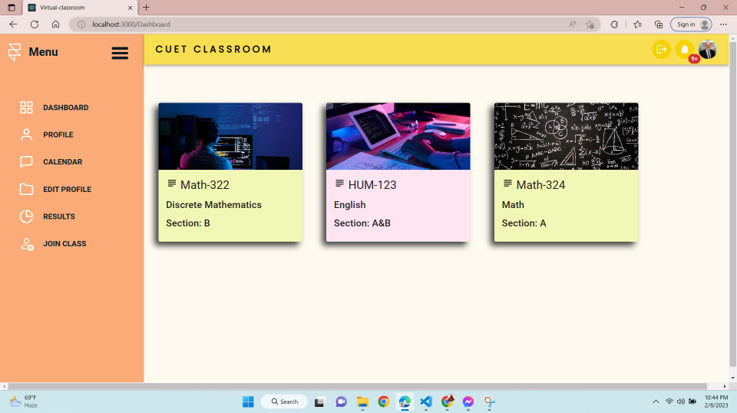 Virtual-classroom
localhost:3000/Dashboard
Sign in
Menu
CUET CLASSROOM
9+
DASHBOARD
PROFILE
CALENDAR
EDIT PROFILE
RESULTS
JOIN CLASS
Math-322
Discrete Mathematics
Section: B
HUM-123
English
Section: A&B
Math-324
Math
Section: A
69°F
Haze
Search
10:44 PM
2/8/2023